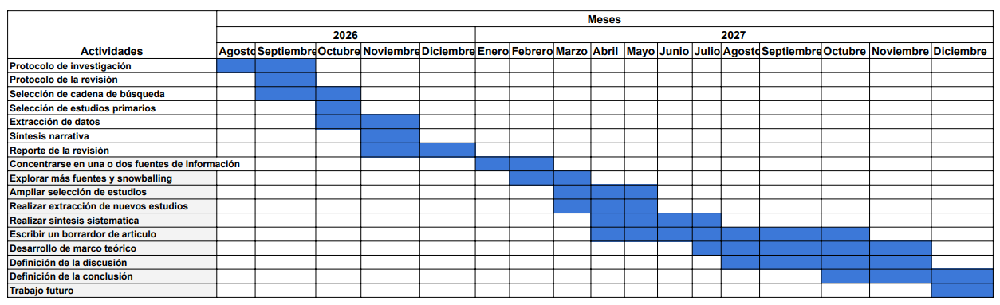 Meses
2026 2027
Actividades
Agosto Septiembre Octubre Noviembre Diciembre Enero Febrero Marzo Abril Mayo Junio Julio Agosto Septiembre Octubre Noviembre Diciembre
Protocolo de investigación
Protocolo de la revisión
Selección de cadena de búsqueda
Selección de estudios primarios
Extracción de datos
Síntesis narrativa
Reporte de la revisión
Concentrarse en una o dos fuentes de información
Explorar más fuentes y snowballing
Ampliar selección de estudios
Realizar extracción de nuevos estudios
Realizar sintesis sistematica
Escribir un borrardor de articulo
Desarrollo de marco teórico
Definición de la discusión
Definición de la conclusión
Trabajo futuro